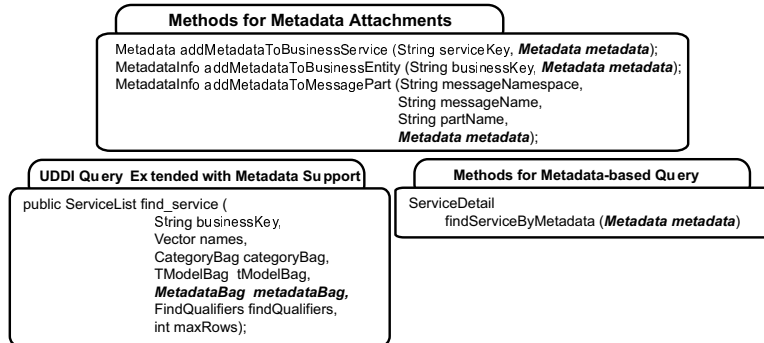 Methods for Metadata Attachments
Metadata addMetadataToBusinessService (String serviceKey, Metadata metadata);
MetadataInfo addMetadataToBusinessEntity (String businessKey, Metadata metadata);
MetadataInfo addMetadataToMessagePart (String messageNamespace,
String messageName,
String partName,
Metadata metadata);
UDDI Query Extended with Metadata Support
public ServiceList find_service (
String businessKey,
Vector names,
CategoryBag categoryBag,
TModelBag tModelBag,
MetadataBag metadataBag,
FindQualifiers findQualifiers,
int maxRows);
Methods for Metadata-based Query
ServiceDetail
findServiceByMetadata (Metadata metadata)